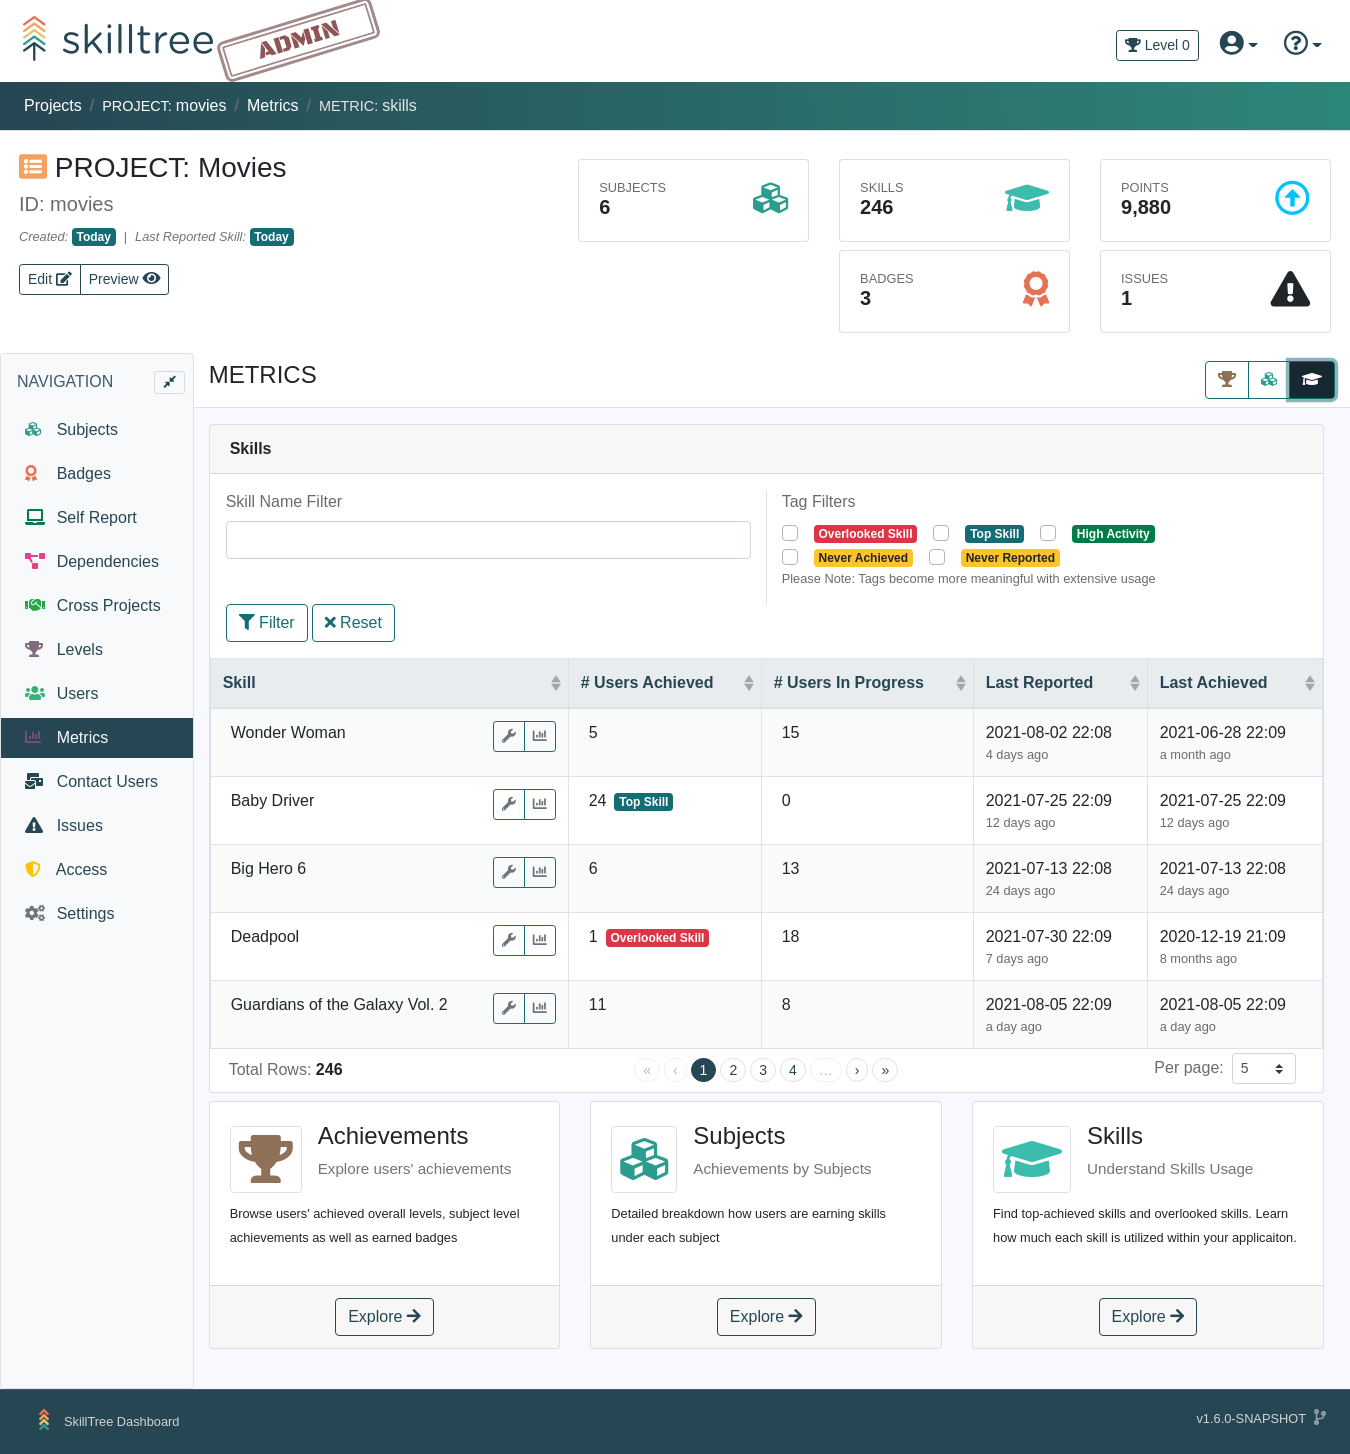 skilltree
ADMIN
Level 0
Projects / PROJECT: movies / Metrics / METRIC: skills
PROJECT: Movies
ID: movies
Created: Today | Last Reported Skill: Today
Edit Preview
SUBJECTS
6
SKILLS
246
POINTS
9,880
BADGES
3
ISSUES
1
NAVIGATION
Subjects
Badges
Self Report
Dependencies
Cross Projects
Levels
Users
Metrics
Contact Users
Issues
Access
Settings
METRICS
Skills
Skill Name Filter
Tag Filters
Overlooked Skill Top Skill High Activity
Never Achieved Never Reported
Please Note: Tags become more meaningful with extensive usage
Filter Reset
Skill # Users Achieved # Users In Progress Last Reported Last Achieved
Wonder Woman 5 15 2021-08-02 22:08 2021-06-28 22:09
4 days ago a month ago
Baby Driver 24 Top Skill 0 2021-07-25 22:09 2021-07-25 22:09
12 days ago 12 days ago
Big Hero 6 6 13 2021-07-13 22:08 2021-07-13 22:08
24 days ago 24 days ago
Deadpool 1 Overlooked Skill 18 2021-07-30 22:09 2020-12-19 21:09
7 days ago 8 months ago
Guardians of the Galaxy Vol. 2 11 8 2021-08-05 22:09 2021-08-05 22:09
a day ago a day ago
Total Rows: 246 « ‹ 1 2 3 4 … › » Per page: 5
Achievements
Explore users' achievements
Browse users' achieved overall levels, subject level
achievements as well as earned badges
Explore
Subjects
Achievements by Subjects
Detailed breakdown how users are earning skills
under each subject
Explore
Skills
Understand Skills Usage
Find top-achieved skills and overlooked skills. Learn
how much each skill is utilized within your applicaiton.
Explore
SkillTree Dashboard
v1.6.0-SNAPSHOT